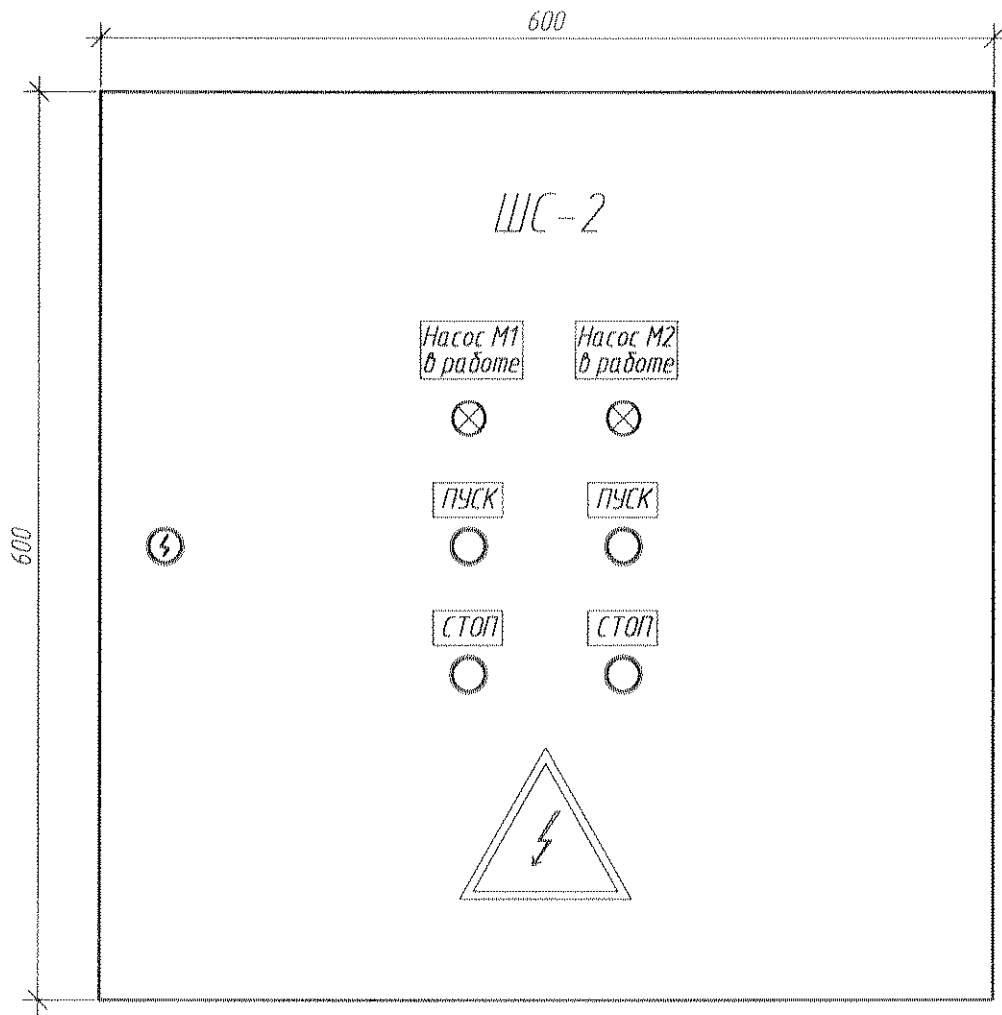 600
600
ШС-2
Насос М1
в работе
Насос М2
в работе
ПУСК
ПУСК
СТОП
СТОП